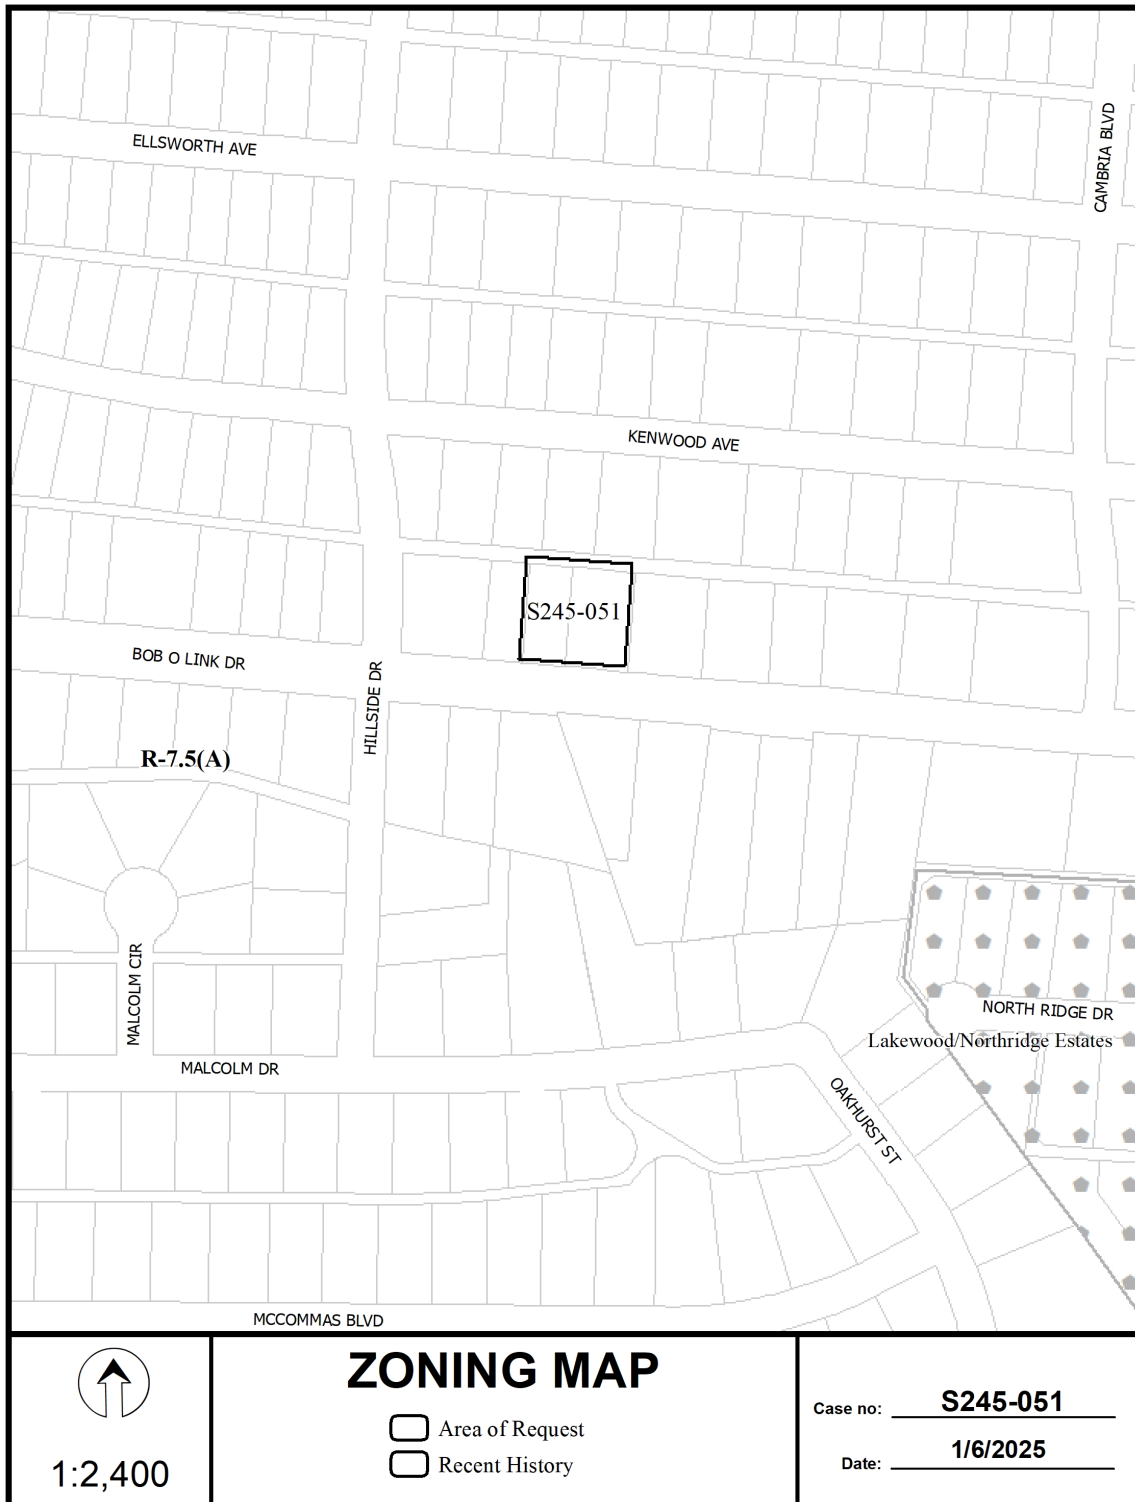 CAMBRIA BLVD
ELLSWORTH AVE
KENWOOD AVE
S245-051
BOB O LINK DR
HILLSIDE DR
R-7.5(A)
MALCOLM CIR
NORTH RIDGE DR
Lakewood/Northridge Estates
MALCOLM DR
OAKHURST ST
MCCOMMAS BLVD
1:2,400
ZONING MAP
Area of Request
Recent History
Case no: S245-051
Date: 1/6/2025